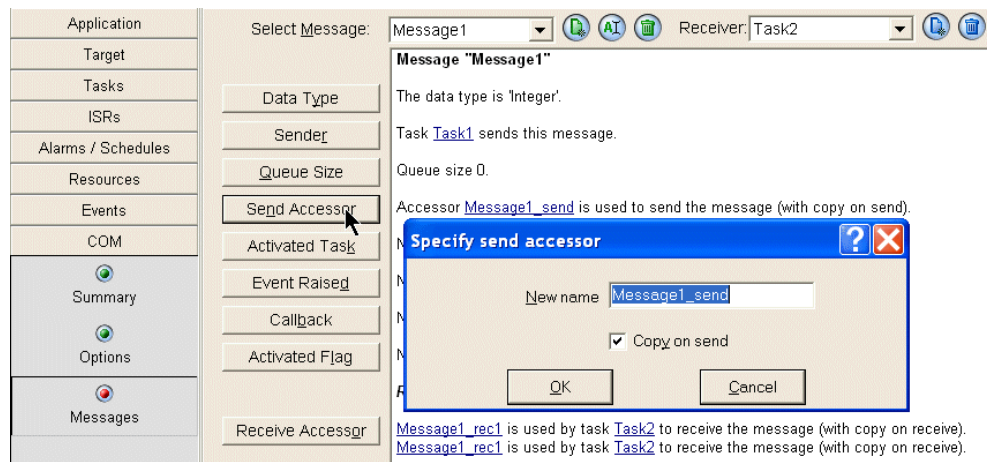 Application
Target
Tasks
ISRs
Alarms / Schedules
Resources
Events
COM
Summary
Options
Messages
Select Message:
Message1
AI
Receiver:
Task2
Data Type
Sender
Queue Size
Send Accessor
Activated Task
Event Raised
Callback
Activated Flag
Receive Accessor
Message "Message1"
The data type is 'Integer'.
Task Task1 sends this message.
Queue size 0.
Accessor Message1_send is used to send the message (with copy on send).
Specify send accessor
?
New name
Message1_send
Copy on send
OK
Cancel
Message1_rec1 is used by task Task2 to receive the message (with copy on receive).
Message1_rec1 is used by task Task2 to receive the message (with copy on receive).